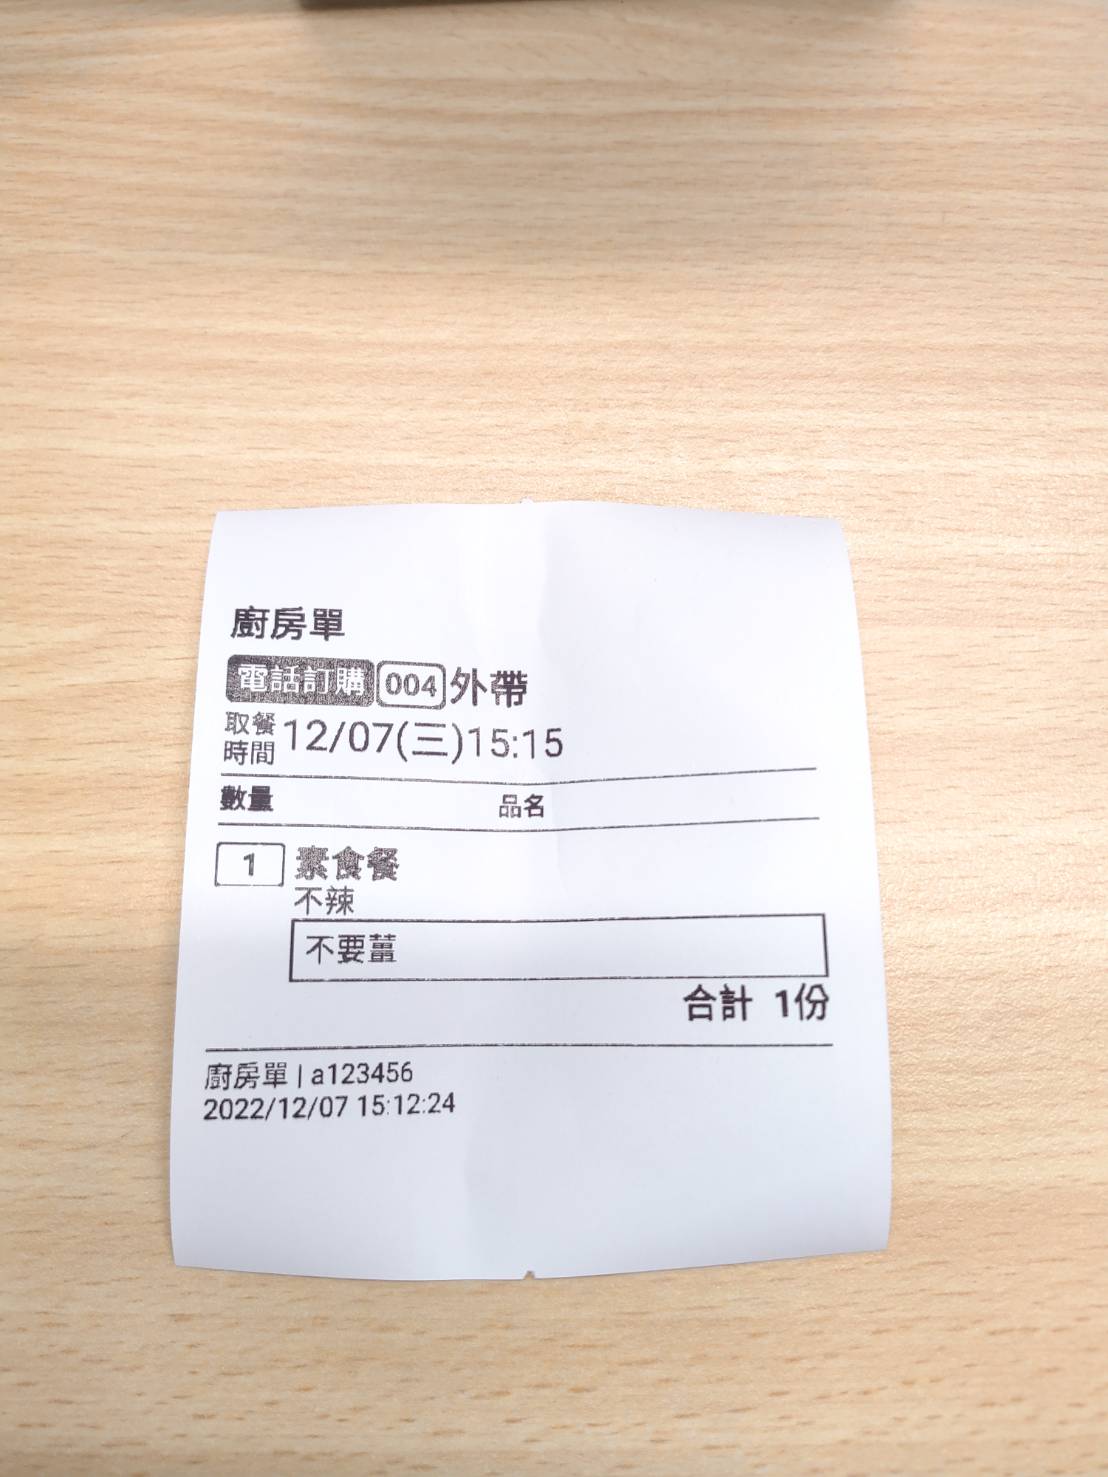 廚房單
電話訂購 004 外帶
取餐時間 12/07(三)15:15
數量 品名
1 素食餐
不辣
不要薑
合計 1份
廚房單 | a123456
2022/12/07 15:12:24